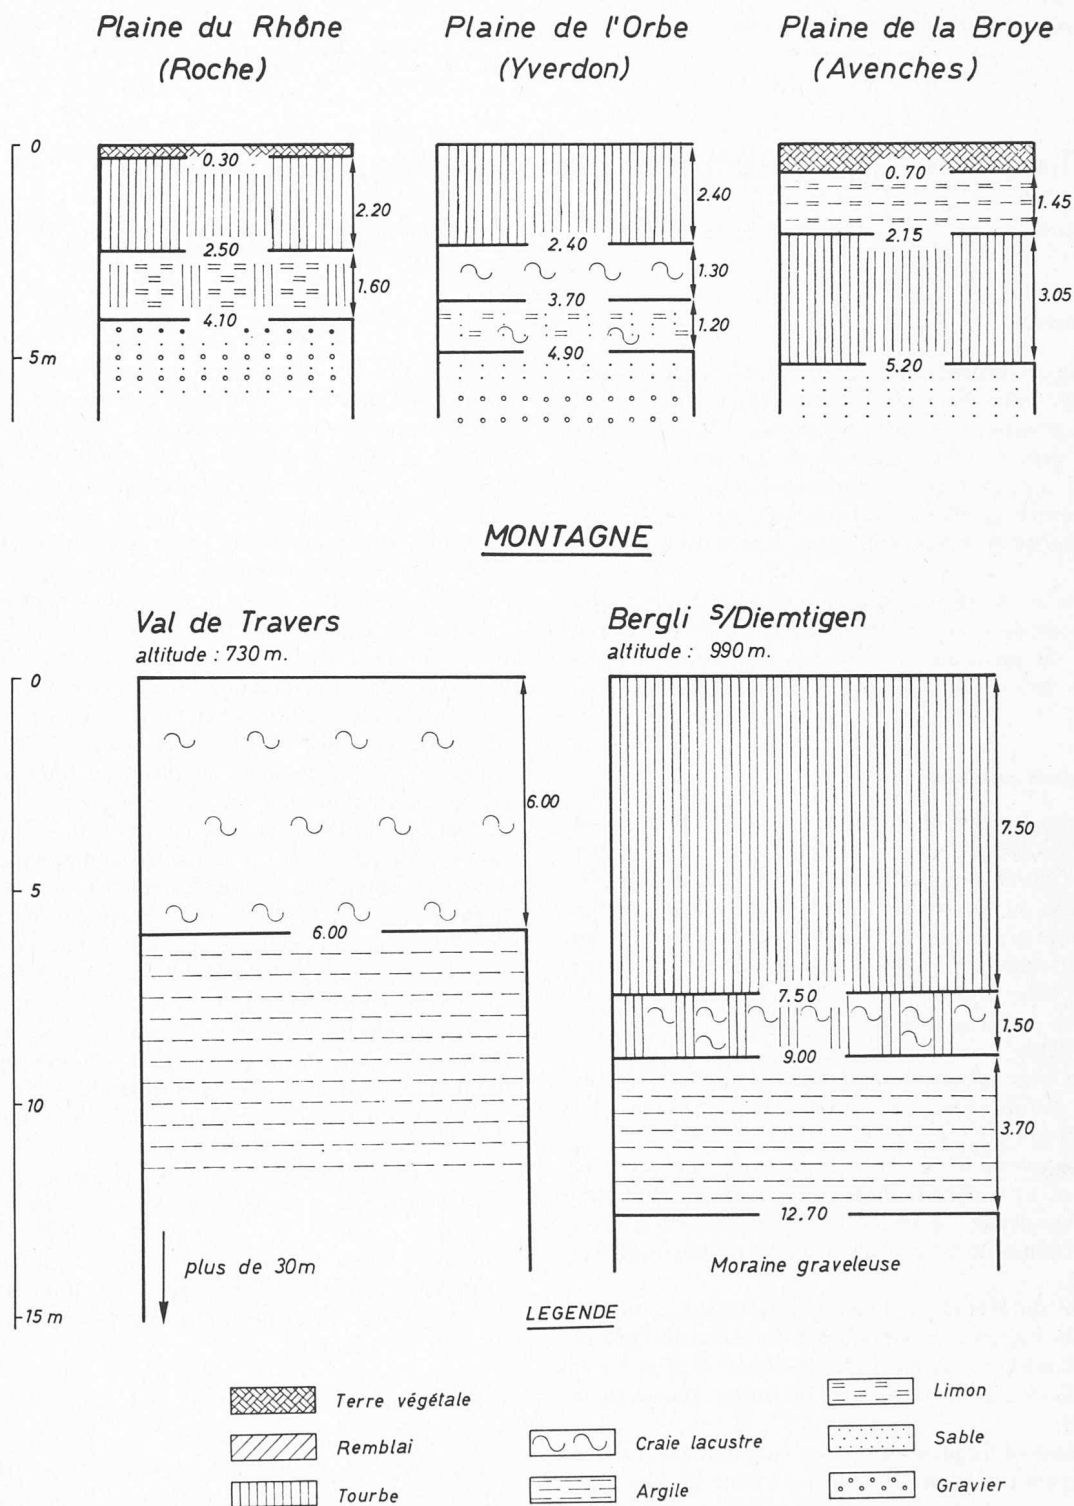 Plaine du Rhône
(Roche)
Plaine de l'Orbe
(Yverdon)
Plaine de la Broye
(Avenches)
0
5m
0.30
2.20
2.50
1.60
4.10
2.40
2.40
1.30
3.70
1.20
4.90
0.70
1.45
2.15
3.05
5.20
MONTAGNE
Val de Travers
altitude : 730 m.
Bergli s/Diemtigen
altitude : 990 m.
0
5
10
15 m
6.00
6.00
plus de 30m
7.50
7.50
1.50
9.00
3.70
12.70
Moraine graveleuse
LEGENDE
Terre végétale
Remblai
Tourbe
Craie lacustre
Argile
Limon
Sable
Gravier